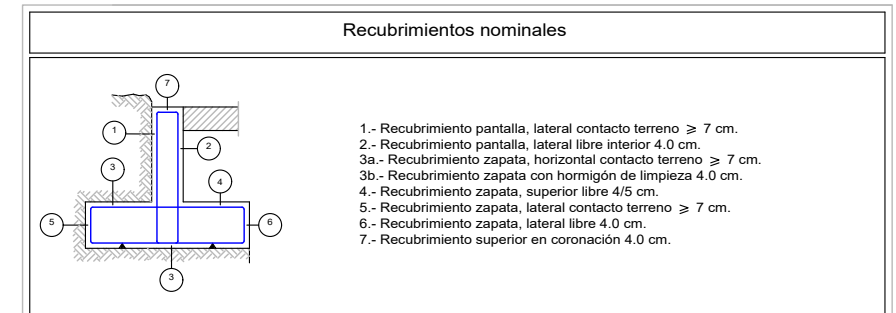 Recubrimientos nominales
7
1
2
3
4
5
6
3
1.- Recubrimiento pantalla, lateral contacto terreno ⩾ 7 cm.
2.- Recubrimiento pantalla, lateral libre interior 4.0 cm.
3a.- Recubrimiento zapata, horizontal contacto terreno ⩾ 7 cm.
3b.- Recubrimiento zapata con hormigón de limpieza 4.0 cm.
4.- Recubrimiento zapata, superior libre 4/5 cm.
5.- Recubrimiento zapata, lateral contacto terreno ⩾ 7 cm.
6.- Recubrimiento zapata, lateral libre 4.0 cm.
7.- Recubrimiento superior en coronación 4.0 cm.